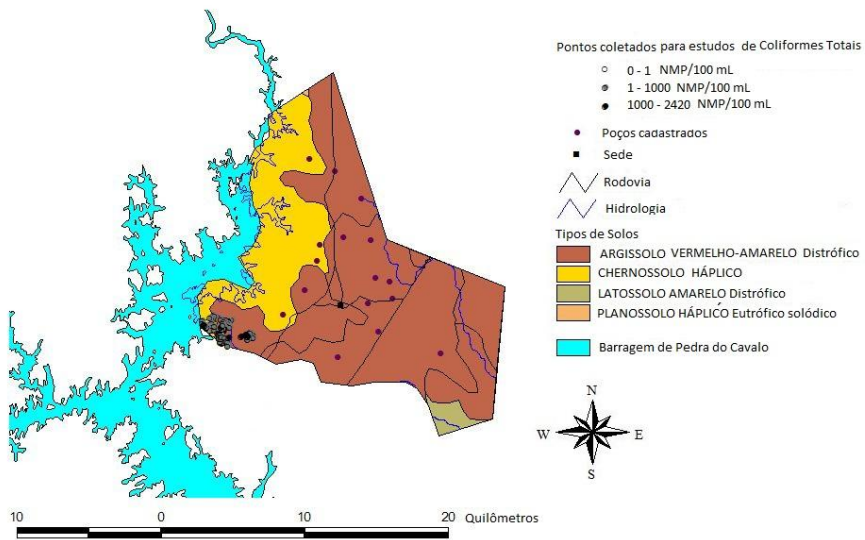 Pontos coletados para estudos de Coliformes Totais
0 - 1 NMP/100 mL
1 - 1000 NMP/100 mL
1000 - 2420 NMP/100 mL
Poços cadastrados
Sede
Rodovia
Hidrologia
Tipos de Solos
ARGISSOLO VERMELHO-AMARELO Distrófico
CHERNOSSOLO HÁPLICO
LATOSSOLO AMARELO Distrófico
PLANOSSOLO HÁPLICO Eutrófico solódico
Barragem de Pedra do Cavalo
N
W E
S
10 0 10 20 Quilômetros